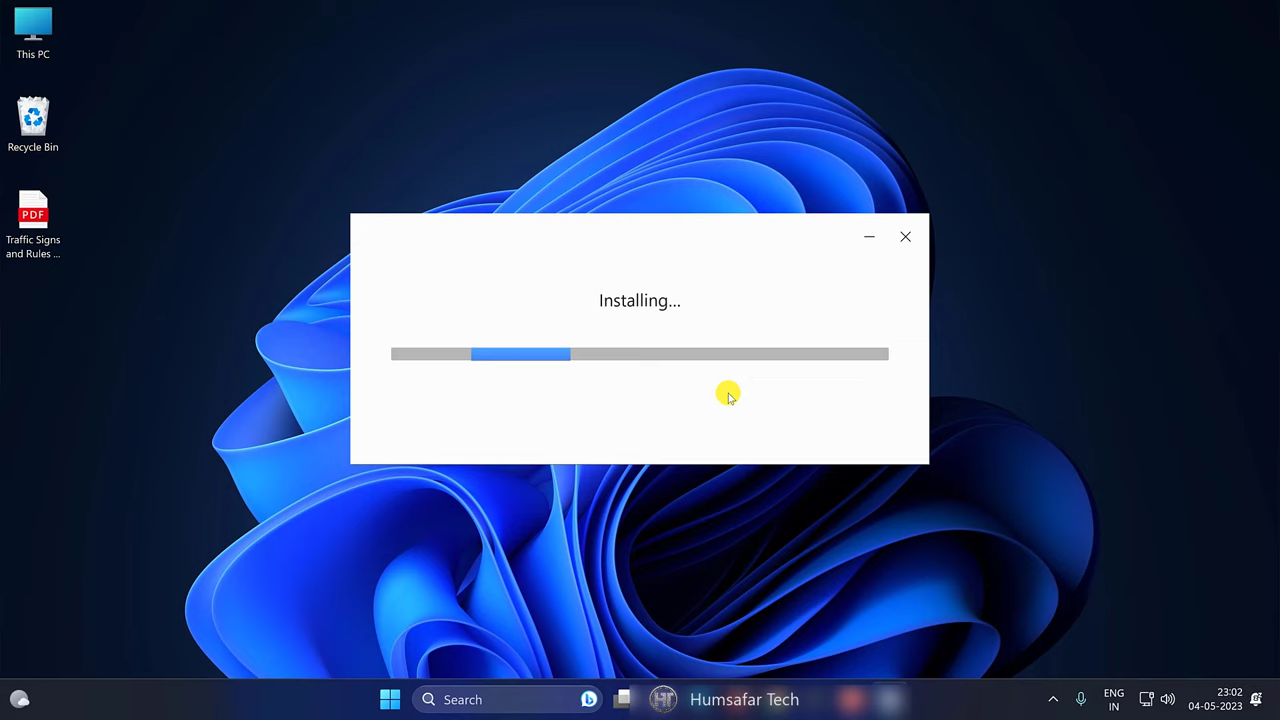 This PC
Recycle Bin
PDF
Traffic Signs
and Rules ...
Installing...
Search
HT
Humsafar Tech
ENG
IN
23:02
04-05-2023